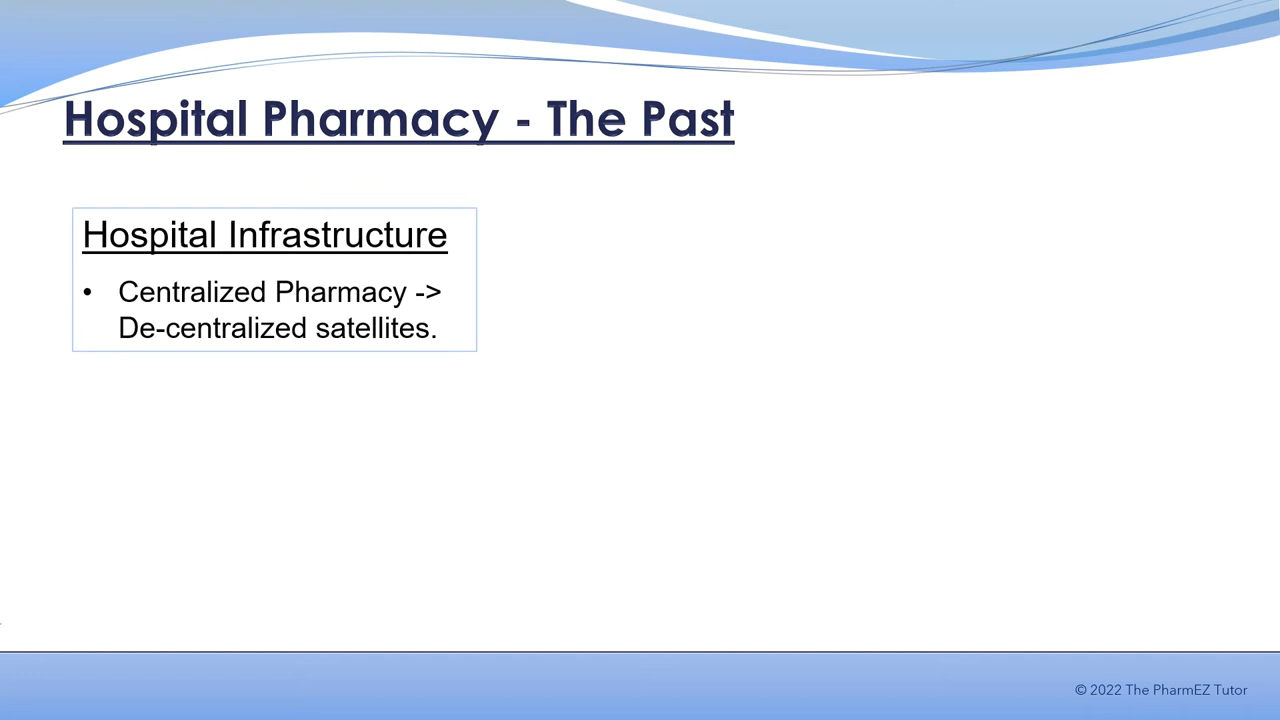 Hospital Pharmacy - The Past
Hospital Infrastructure
• Centralized Pharmacy ->
De-centralized satellites.
© 2022 The PharmEZ Tutor